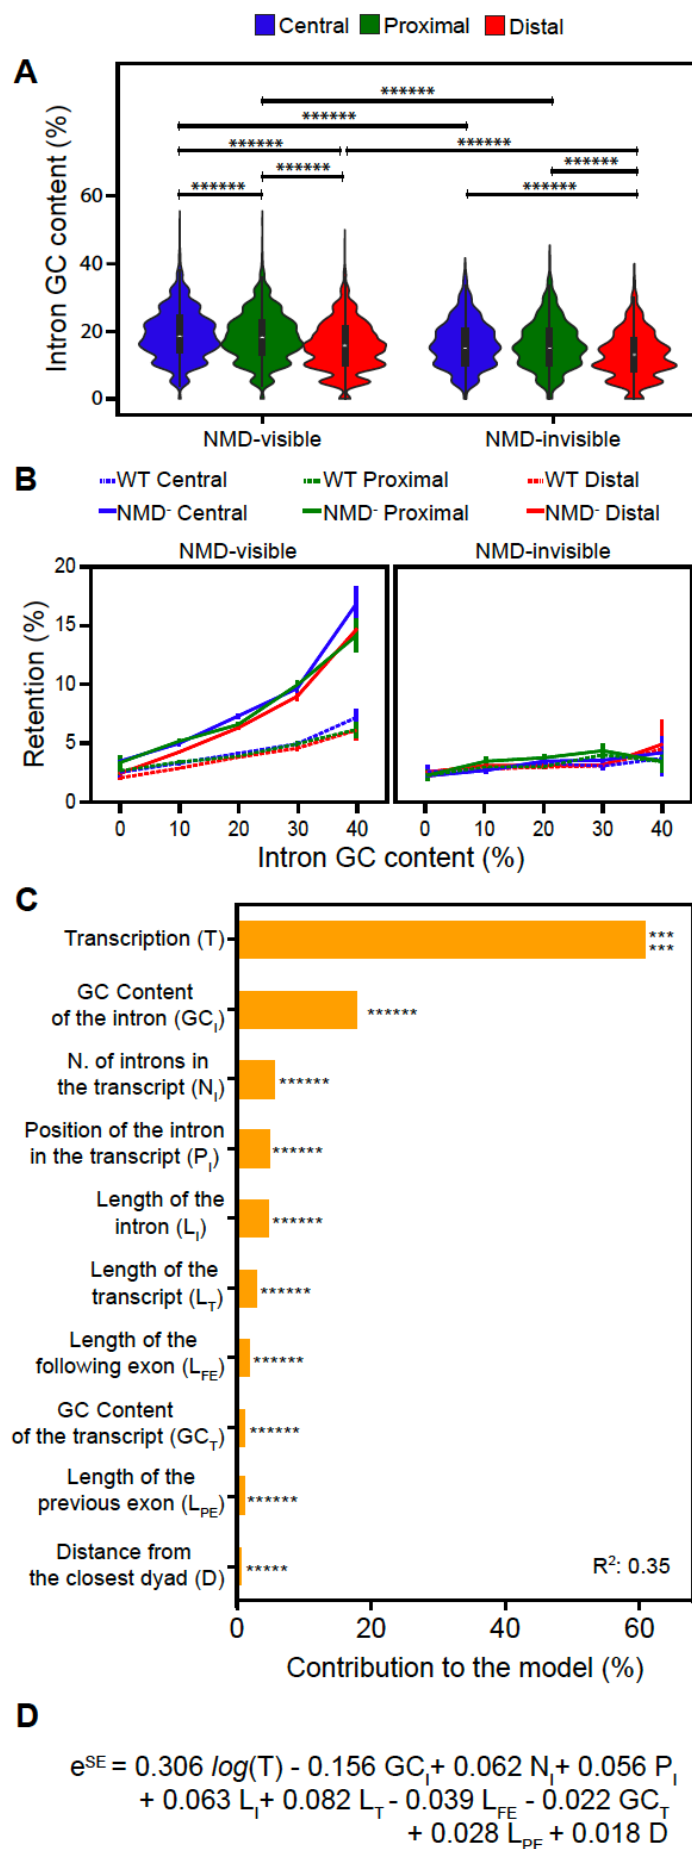 Central Proximal Distal
A
******
******
******
******
******
******
******
******
Intron GC content (%)
60
40
20
0
NMD-visible NMD-invisible
B
WT Central WT Proximal WT Distal
NMD- Central NMD- Proximal NMD- Distal
NMD-visible NMD-invisible
Retention (%)
20
15
10
5
0
0 10 20 30 40 0 10 20 30 40
Intron GC content (%)
C
Transcription (T)
***
***
GC Content
of the intron (GC_I)
******
N. of introns in
the transcript (N_I)
******
Position of the intron
in the transcript (P_I)
******
Length of the
intron (L_I)
******
Length of the
transcript (L_T)
******
Length of the
following exon (L_FE)
******
GC Content
of the transcript (GC_T)
******
Length of the
previous exon (L_PE)
******
Distance from
the closest dyad (D)
*****
R²: 0.35
0 20 40 60
Contribution to the model (%)
D
e^SE = 0.306 log(T) - 0.156 GC_I+ 0.062 N_I+ 0.056 P_I
+ 0.063 L_I+ 0.082 L_T - 0.039 L_FE - 0.022 GC_T
+ 0.028 L_PE + 0.018 D